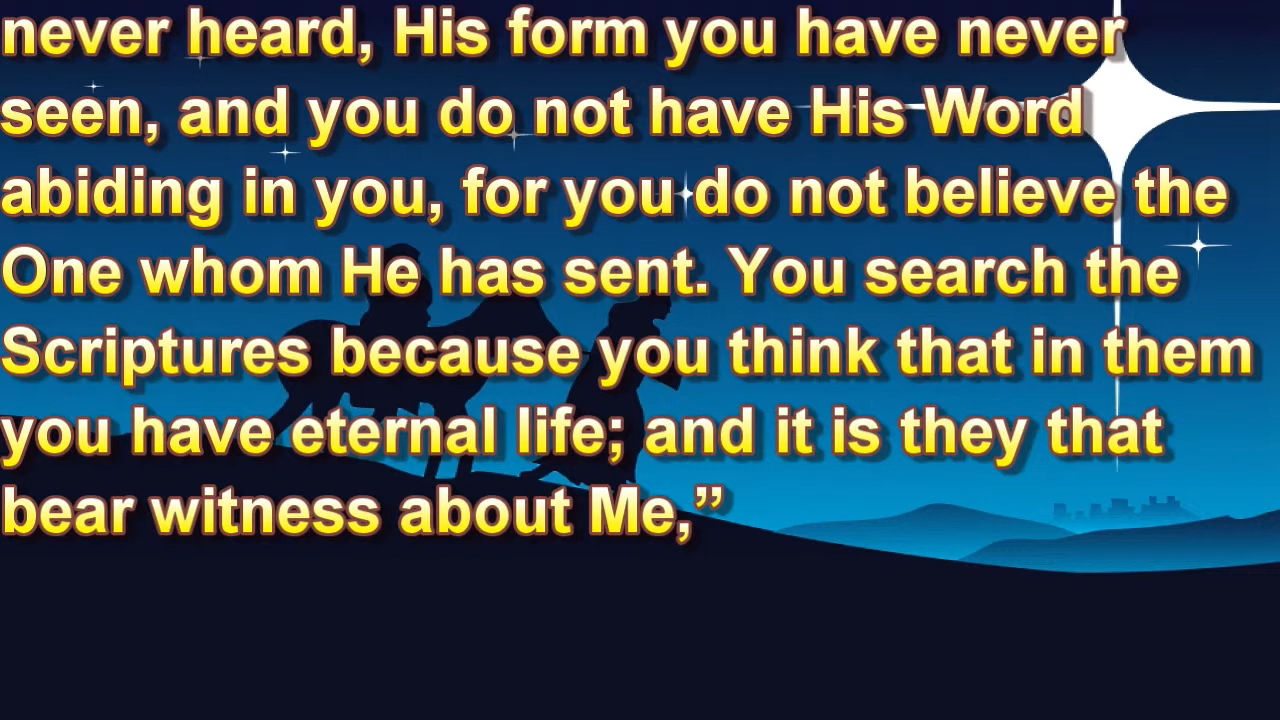 never heard, His form you have never
seen, and you do not have His Word
abiding in you, for you do not believe the
One whom He has sent. You search the
Scriptures because you think that in them
you have eternal life; and it is they that
bear witness about Me,”